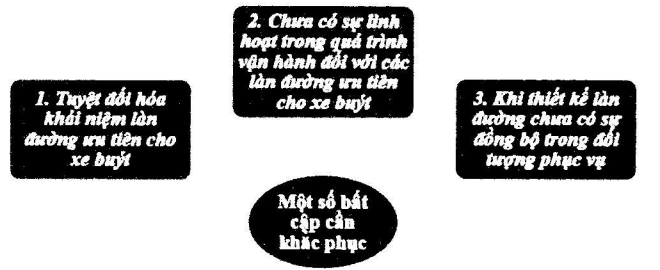 1. Tuyệt đối hóa
khái niệm làn
đường ưu tiên cho
xe buýt
2. Chưa có sự linh
hoạt trong quá trình
vận hành đối với các
làn đường ưu tiên
cho xe buýt
3. Khi thiết kế làn
đường chưa có sự
đồng bộ trong đối
tượng phục vụ
Một số bất
cập cần
khắc phục